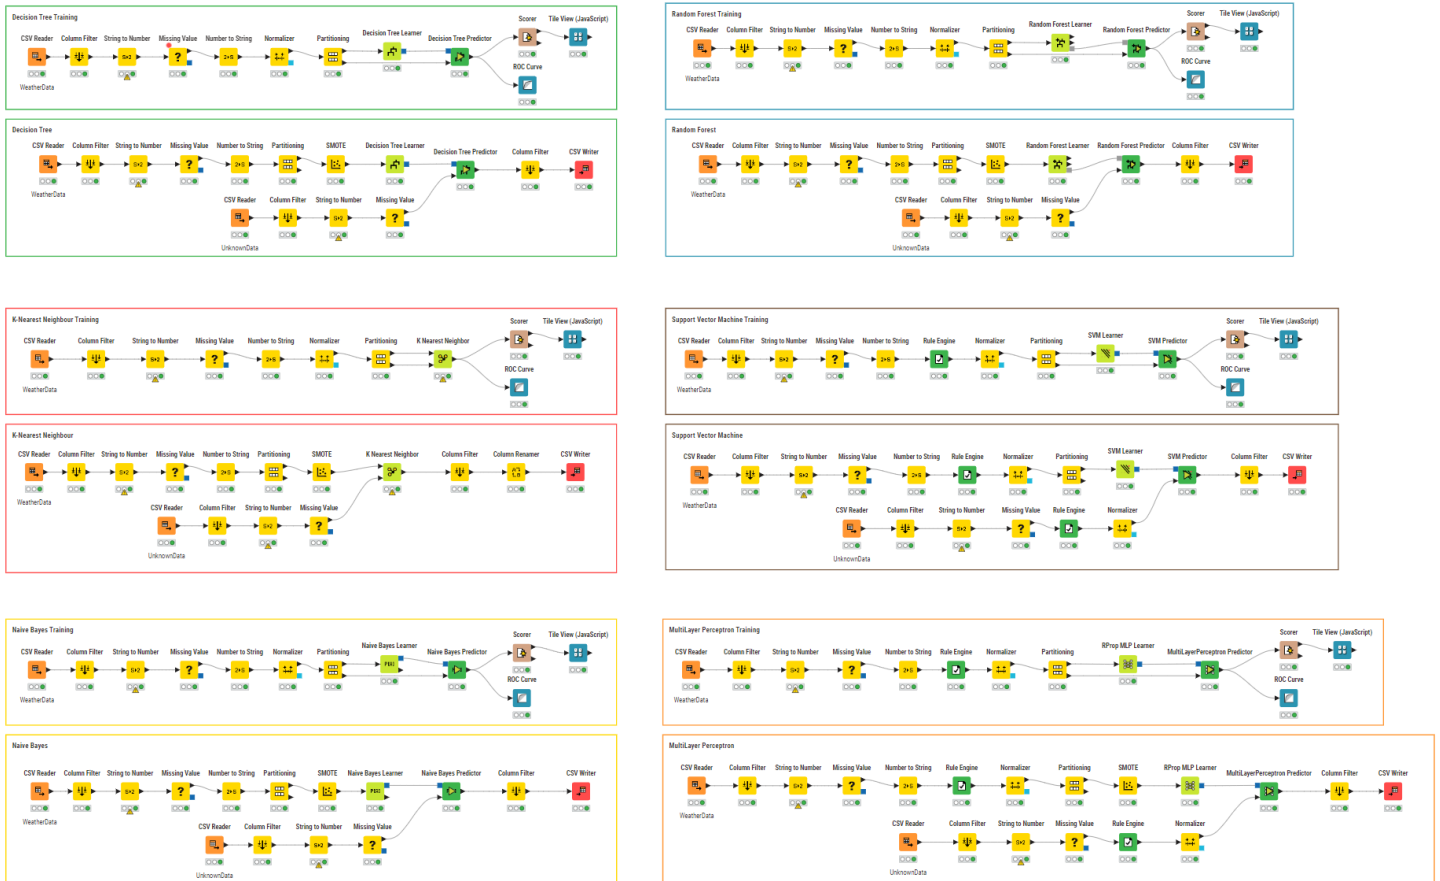 Decision Tree Training
Scorer Tile View (JavaScript)
CSV Reader Column Filter String to Number Missing Value Number to String Normalizer Partitioning Decision Tree Learner Decision Tree Predictor
ROC Curve
WeatherData
Decision Tree
CSV Reader Column Filter String to Number Missing Value Number to String Partitioning SMOTE Decision Tree Learner Decision Tree Predictor Column Filter CSV Writer
WeatherData
CSV Reader Column Filter String to Number Missing Value
UnknownData
Random Forest Training
Scorer Tile View (JavaScript)
CSV Reader Column Filter String to Number Missing Value Number to String Normalizer Partitioning Random Forest Learner Random Forest Predictor
ROC Curve
WeatherData
Random Forest
CSV Reader Column Filter String to Number Missing Value Number to String Partitioning SMOTE Random Forest Learner Random Forest Predictor Column Filter CSV Writer
WeatherData
CSV Reader Column Filter String to Number Missing Value
UnknownData
K-Nearest Neighbour Training
Scorer Tile View (JavaScript)
CSV Reader Column Filter String to Number Missing Value Number to String Normalizer Partitioning K Nearest Neighbor
ROC Curve
WeatherData
K-Nearest Neighbour
CSV Reader Column Filter String to Number Missing Value Number to String Partitioning SMOTE K Nearest Neighbor Column Filter Column Renamer CSV Writer
WeatherData
CSV Reader Column Filter String to Number Missing Value
UnknownData
Support Vector Machine Training
Scorer Tile View (JavaScript)
CSV Reader Column Filter String to Number Missing Value Number to String Rule Engine Normalizer Partitioning SVM Learner SVM Predictor
ROC Curve
WeatherData
Support Vector Machine
CSV Reader Column Filter String to Number Missing Value Number to String Rule Engine Normalizer Partitioning SVM Learner SVM Predictor Column Filter CSV Writer
WeatherData
CSV Reader Column Filter String to Number Missing Value Rule Engine Normalizer
UnknownData
Naive Bayes Training
Scorer Tile View (JavaScript)
CSV Reader Column Filter String to Number Missing Value Number to String Normalizer Partitioning Naive Bayes Learner Naive Bayes Predictor
ROC Curve
WeatherData
Naive Bayes
CSV Reader Column Filter String to Number Missing Value Number to String Partitioning SMOTE Naive Bayes Learner Naive Bayes Predictor Column Filter CSV Writer
WeatherData
CSV Reader Column Filter String to Number Missing Value
UnknownData
MultiLayer Perceptron Training
Scorer Tile View (JavaScript)
CSV Reader Column Filter String to Number Missing Value Number to String Rule Engine Normalizer Partitioning RProp MLP Learner MultiLayerPerceptron Predictor
ROC Curve
WeatherData
MultiLayer Perceptron
CSV Reader Column Filter String to Number Missing Value Number to String Rule Engine Normalizer Partitioning SMOTE RProp MLP Learner MultiLayerPerceptron Predictor Column Filter CSV Writer
WeatherData
CSV Reader Column Filter String to Number Missing Value Rule Engine Normalizer
UnknownData